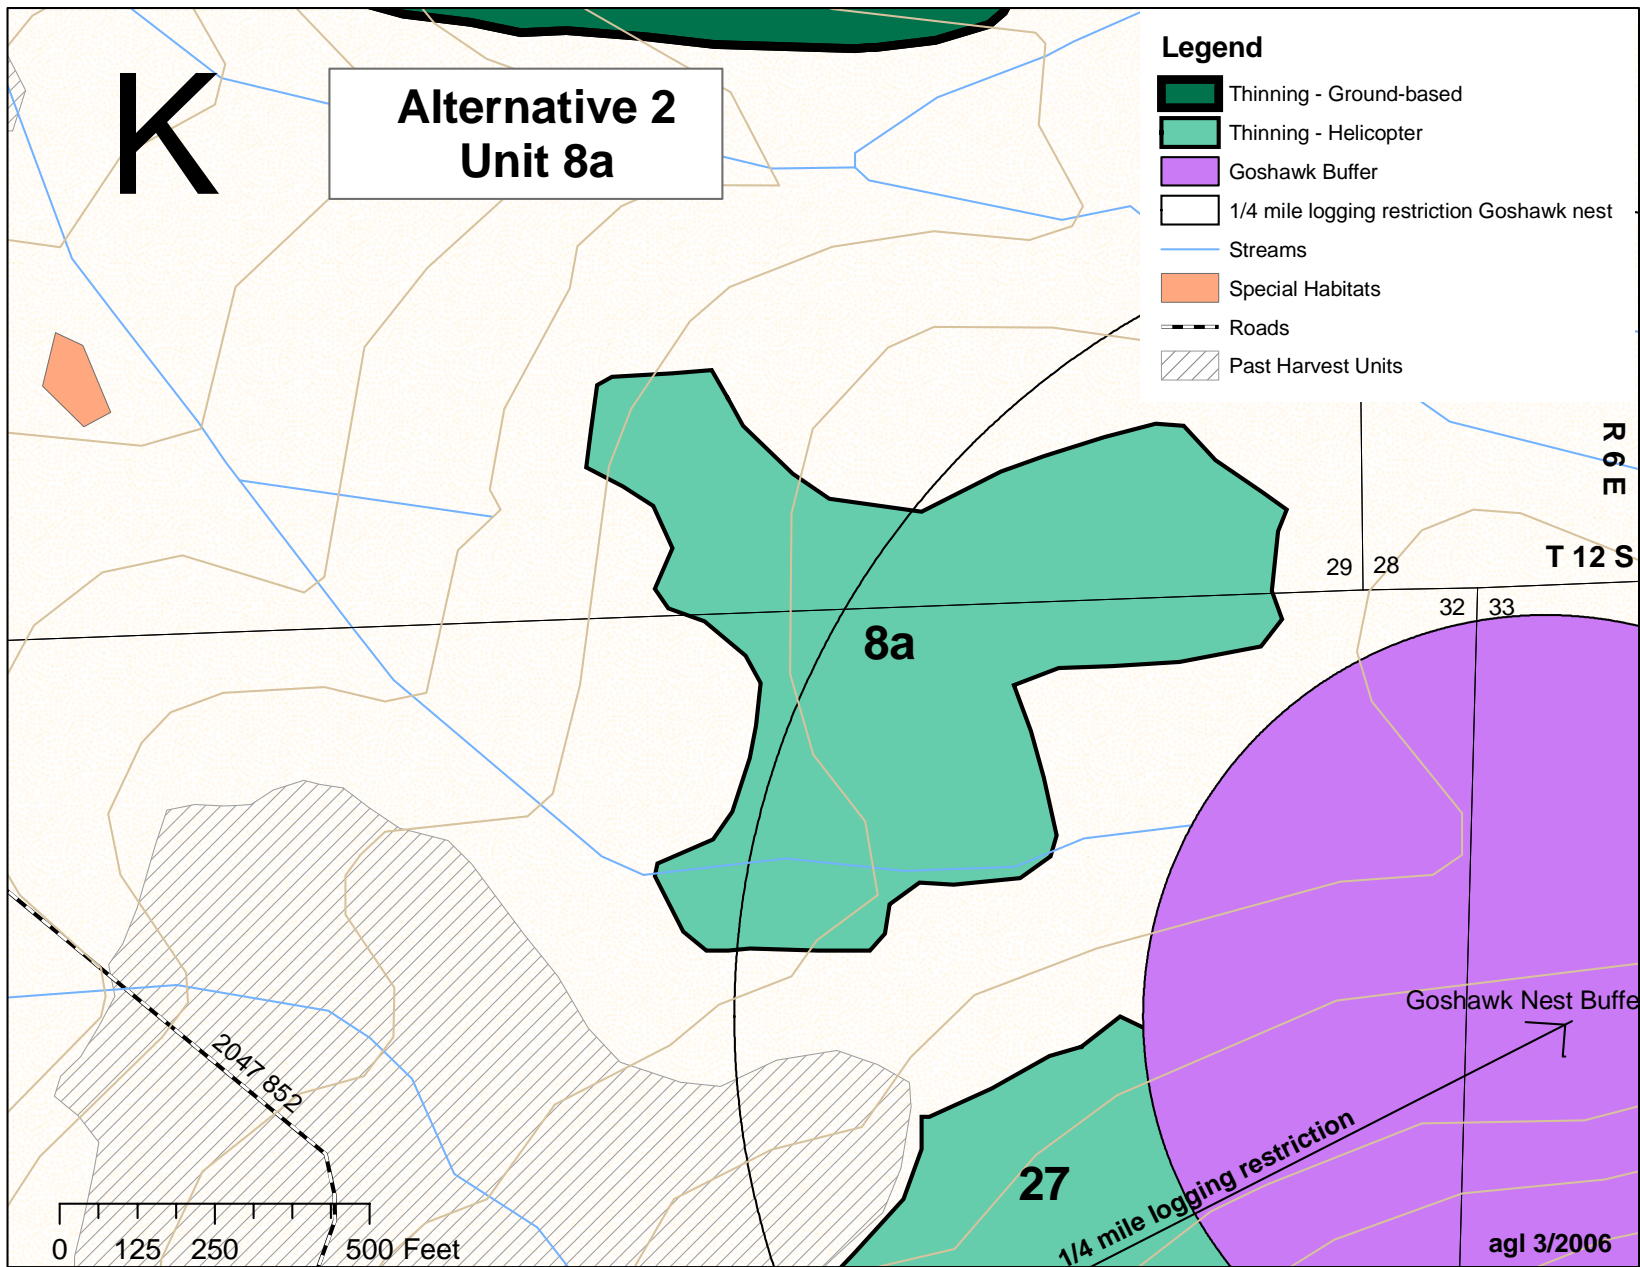 K
Alternative 2
Unit 8a
Legend
Thinning - Ground-based
Thinning - Helicopter
Goshawk Buffer
1/4 mile logging restriction Goshawk nest
Streams
Special Habitats
Roads
Past Harvest Units
R 6 E
T 12 S
29 28
32 33
8a
Goshawk Nest Buffe
2047 852
27
1/4 mile logging restriction
0 125 250 500 Feet
agl 3/2006